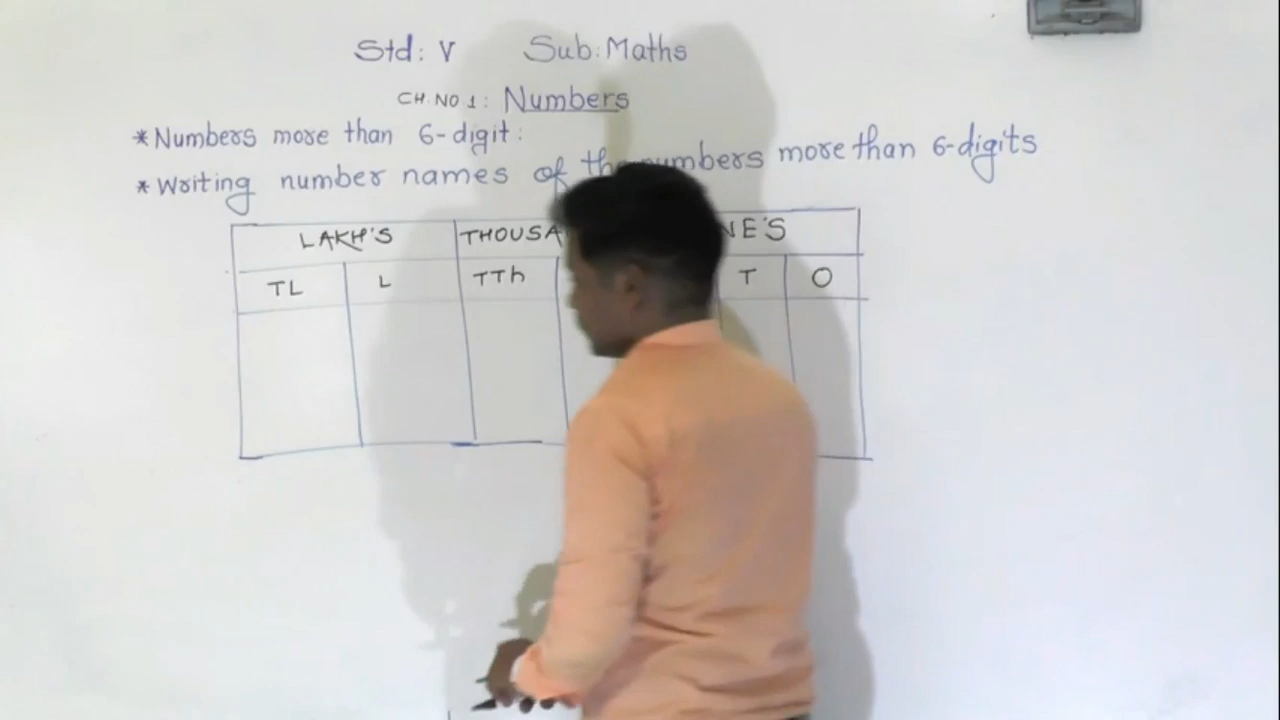 Std: V Sub: Maths
CH. NO 1: Numbers
* Numbers more than 6-digit:
* Writing number names of the numbers more than 6-digits
LAKH'S THOUSA NE'S
TL L TTh T O